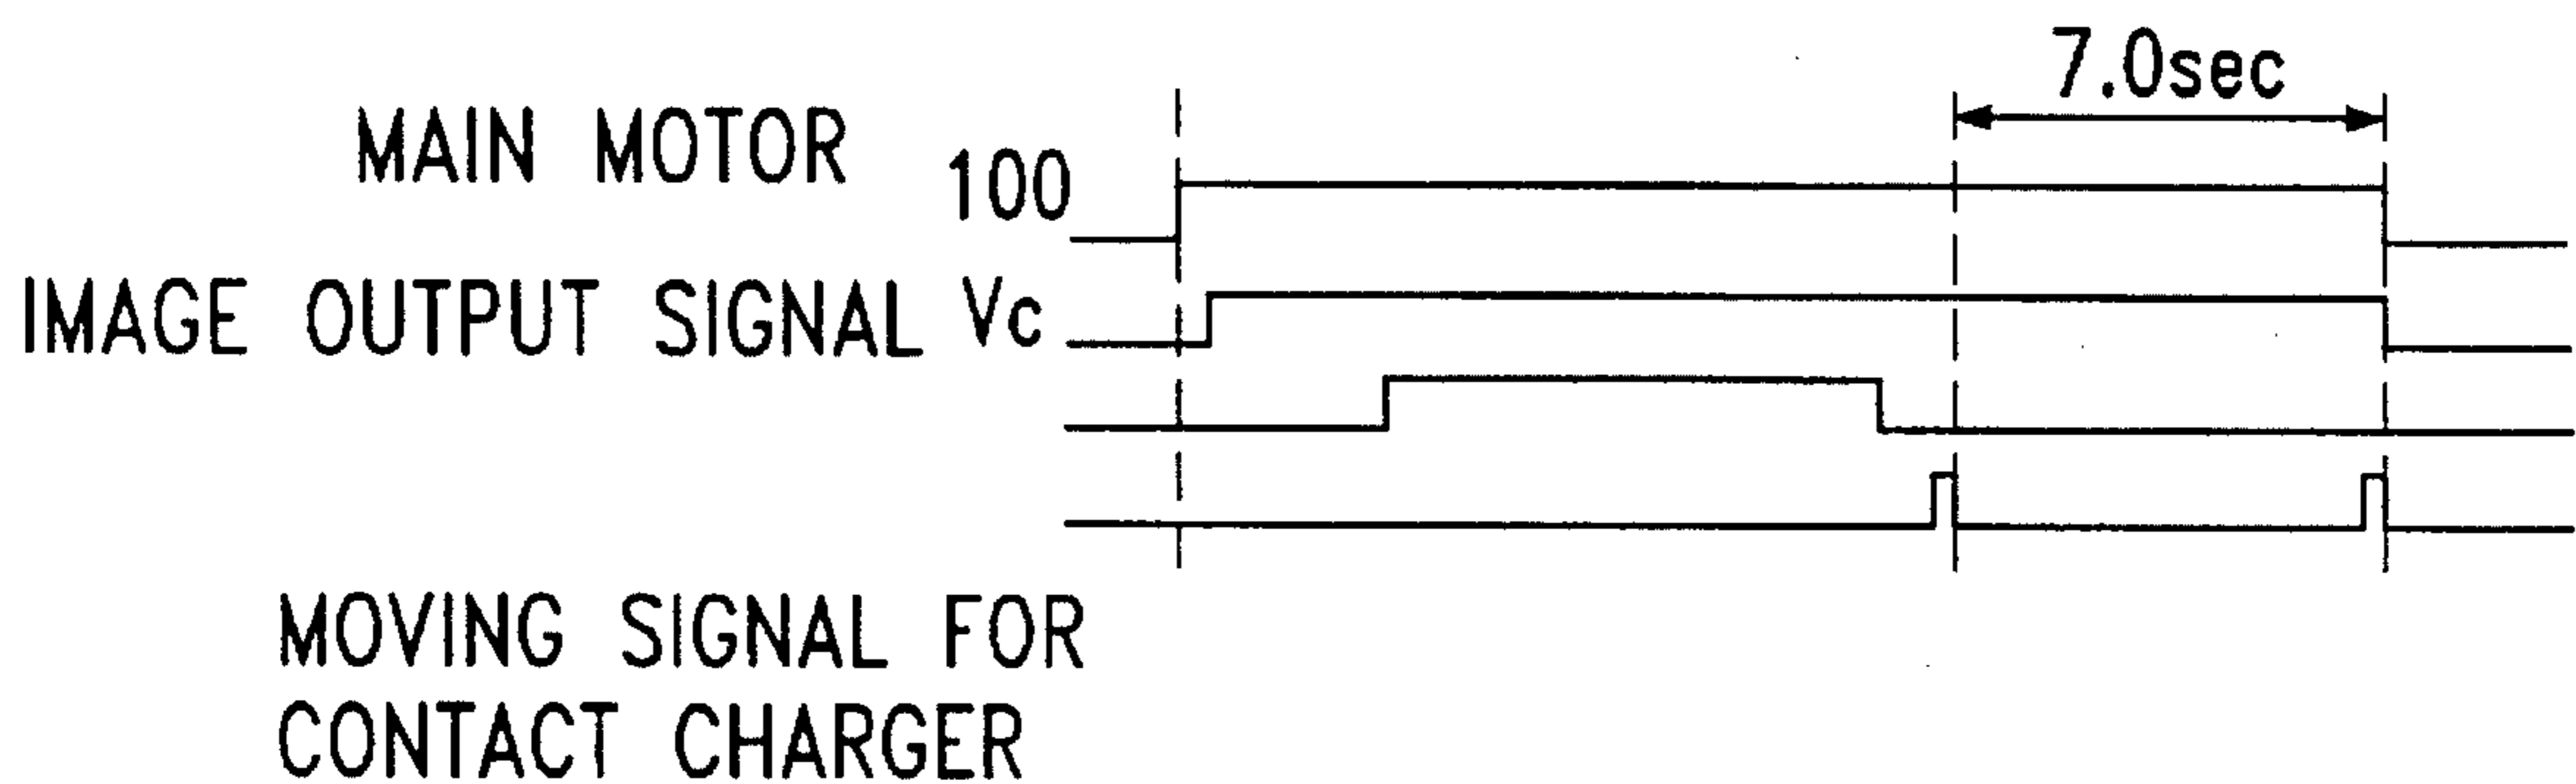 7.0sec
MAIN MOTOR 100
IMAGE OUTPUT SIGNAL Vc
MOVING SIGNAL FOR
CONTACT CHARGER